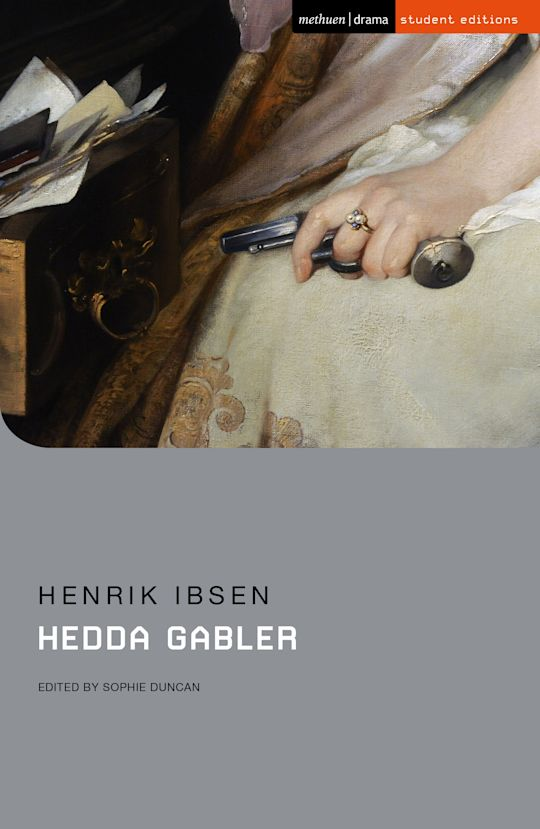 methuen | drama student editions
HENRIK IBSEN
HEDDA GABLER
EDITED BY SOPHIE DUNCAN